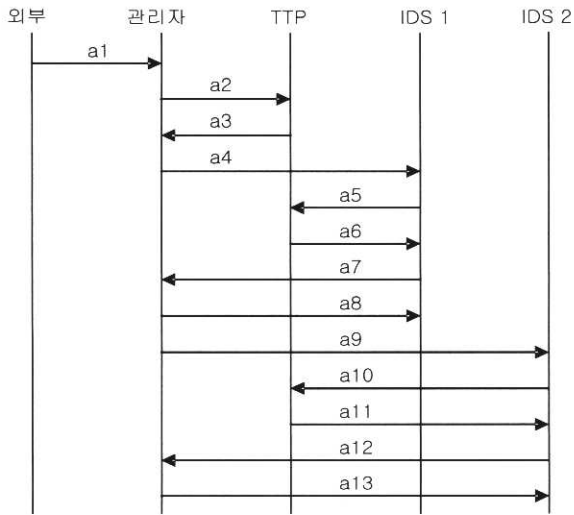 외부 관리자 TTP IDS 1 IDS 2
a1
a2
a3
a4
a5
a6
a7
a8
a9
a10
a11
a12
a13